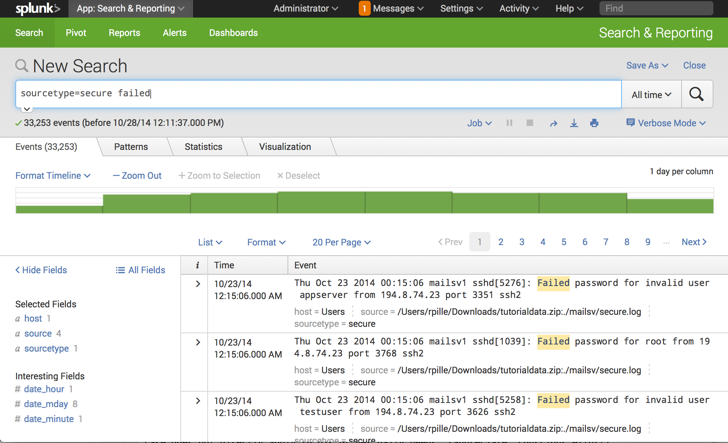 splunk> App: Search & Reporting Administrator 1 Messages Settings Activity Help Find
Search Pivot Reports Alerts Dashboards Search & Reporting
New Search Save As Close
sourcetype=secure failed All time
✓33,253 events (before 10/28/14 12:11:37.000 PM) Job Verbose Mode
Events (33,253) Patterns Statistics Visualization
Format Timeline — Zoom Out + Zoom to Selection × Deselect 1 day per column
List Format 20 Per Page < Prev 1 2 3 4 5 6 7 8 9 ... Next >
< Hide Fields All Fields i Time Event
Selected Fields
a host 1
a source 4
a sourcetype 1
Interesting Fields
# date_hour 1
# date_mday 8
# date_minute 1
> 10/23/14 Thu Oct 23 2014 00:15:06 mailsv1 sshd[5276]: Failed password for invalid user
12:15:06.000 AM appserver from 194.8.74.23 port 3351 ssh2
host = Users source = /Users/rpille/Downloads/tutorialdata.zip:./mailsv/secure.log
sourcetype = secure
> 10/23/14 Thu Oct 23 2014 00:15:06 mailsv1 sshd[1039]: Failed password for root from 19
12:15:06.000 AM 4.8.74.23 port 3768 ssh2
host = Users source = /Users/rpille/Downloads/tutorialdata.zip:./mailsv/secure.log
sourcetype = secure
> 10/23/14 Thu Oct 23 2014 00:15:06 mailsv1 sshd[5258]: Failed password for invalid user
12:15:06.000 AM testuser from 194.8.74.23 port 3626 ssh2
host = Users source = /Users/rpille/Downloads/tutorialdata.zip:./mailsv/secure.log
sourcetype = secure